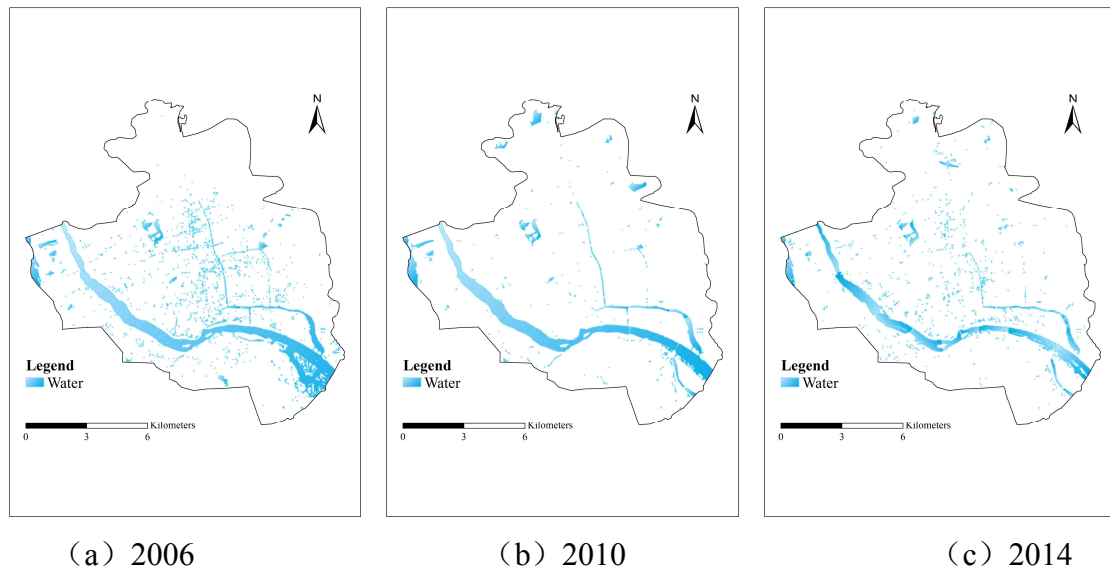 N
Legend
Water
Kilometers
0 3 6
N
Legend
Water
Kilometers
0 3 6
N
Legend
Water
Kilometers
0 3 6
（a）2006
（b）2010
（c）2014